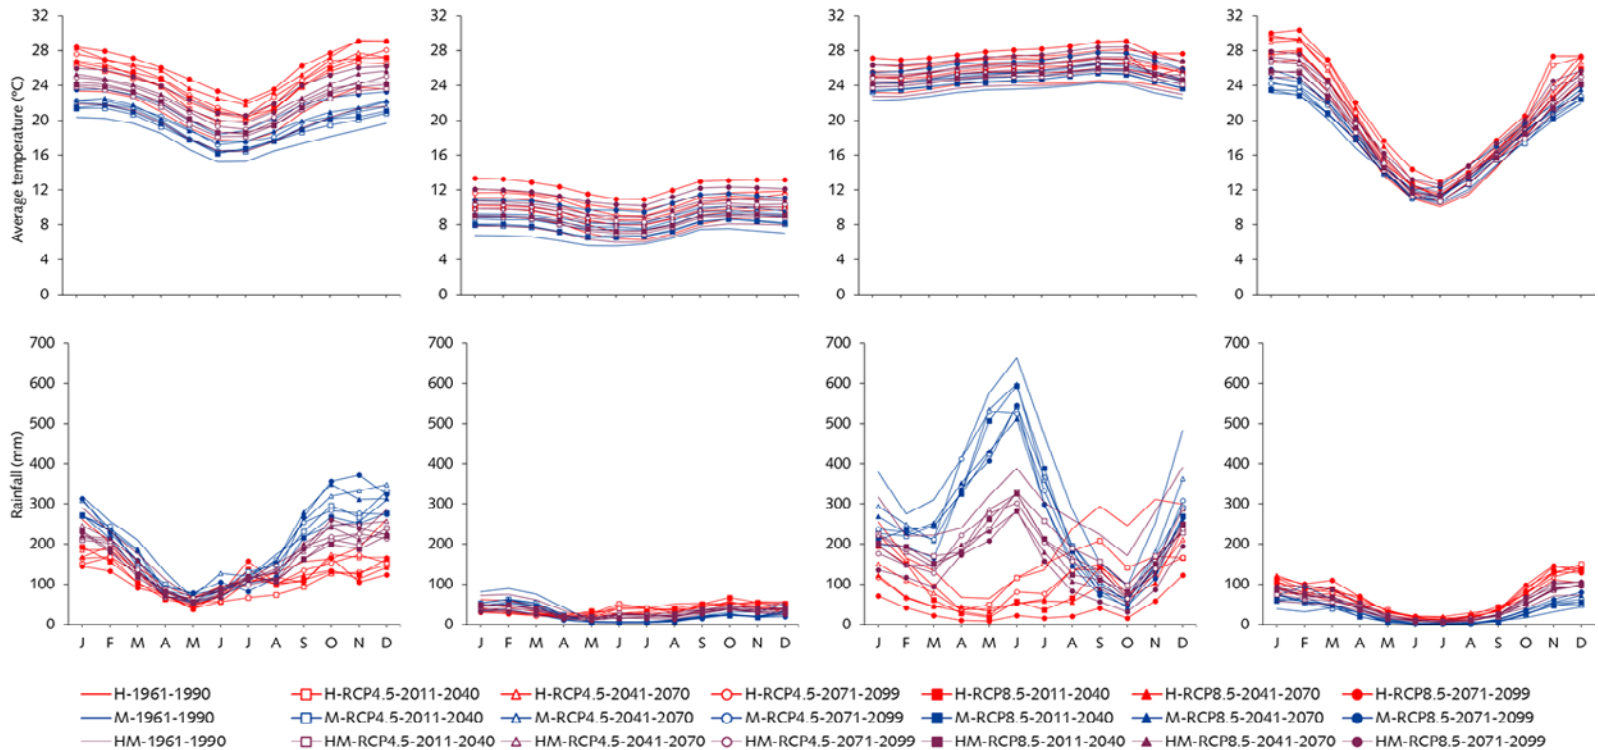 32 32 32 32
28 28 28 28
24 24 24 24
20 20 20 20
16 16 16 16
12 12 12 12
8 8 8 8
4 4 4 4
0 0 0 0
Average temperature (ºC)
700 700 700 700
600 600 600 600
500 500 500 500
400 400 400 400
300 300 300 300
200 200 200 200
100 100 100 100
0 0 0 0
Rainfall (mm)
J F M A M J J A S O N D J F M A M J J A S O N D J F M A M J J A S O N D J F M A M J J A S O N D
H-1961-1990 H-RCP4.5-2011-2040 H-RCP4.5-2041-2070 H-RCP4.5-2071-2099 H-RCP8.5-2011-2040 H-RCP8.5-2041-2070 H-RCP8.5-2071-2099
M-1961-1990 M-RCP4.5-2011-2040 M-RCP4.5-2041-2070 M-RCP4.5-2071-2099 M-RCP8.5-2011-2040 M-RCP8.5-2041-2070 M-RCP8.5-2071-2099
HM-1961-1990 HM-RCP4.5-2011-2040 HM-RCP4.5-2041-2070 HM-RCP4.5-2071-2099 HM-RCP8.5-2011-2040 HM-RCP8.5-2041-2070 HM-RCP8.5-2071-2099